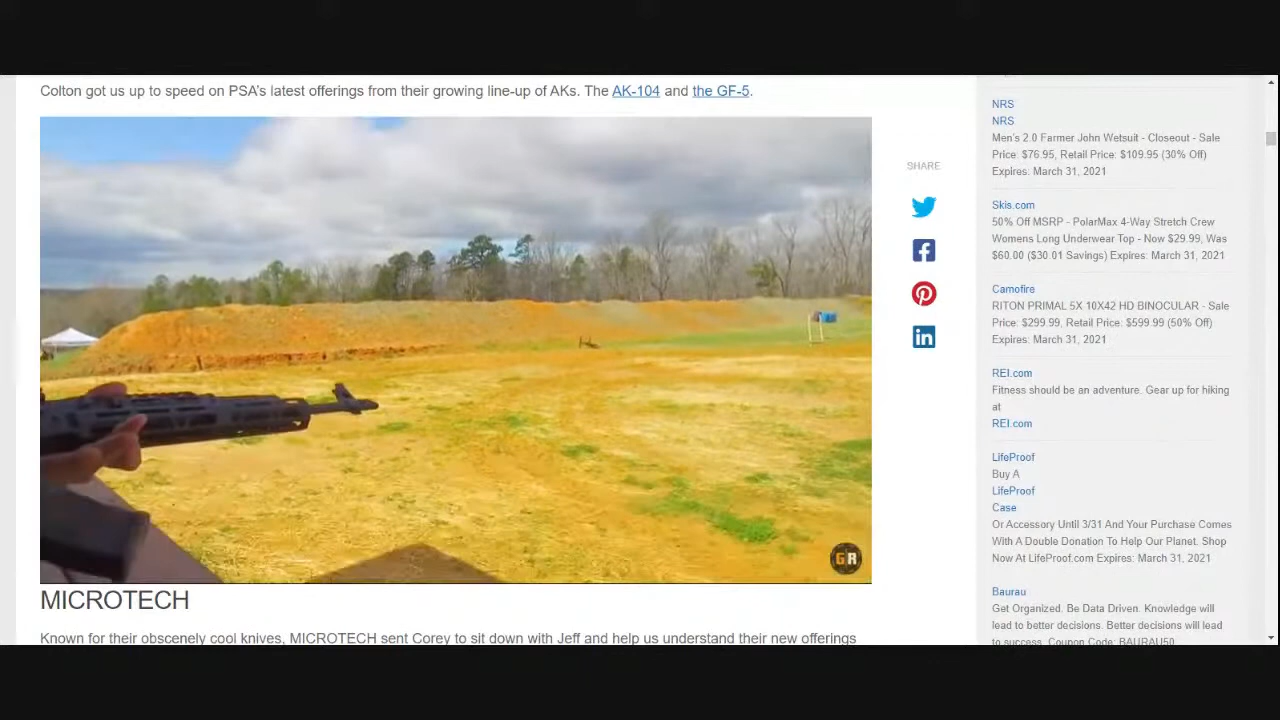 Colton got us up to speed on PSA's latest offerings from their growing line-up of AKs. The AK-104 and the GF-5.
SHARE
GR
MICROTECH
Known for their obscenely cool knives, MICROTECH sent Corey to sit down with Jeff and help us understand their new offerings
NRS
NRS
Men's 2.0 Farmer John Wetsuit - Closeout - Sale
Price: $76.95, Retail Price: $109.95 (30% Off)
Expires: March 31, 2021
Skis.com
50% Off MSRP - PolarMax 4-Way Stretch Crew
Womens Long Underwear Top - Now $29.99, Was
$60.00 ($30.01 Savings) Expires: March 31, 2021
Camofire
RITON PRIMAL 5X 10X42 HD BINOCULAR - Sale
Price: $299.99, Retail Price: $599.99 (50% Off)
Expires: March 31, 2021
REI.com
Fitness should be an adventure. Gear up for hiking
at
REI.com
LifeProof
Buy A
LifeProof
Case
Or Accessory Until 3/31 And Your Purchase Comes
With A Double Donation To Help Our Planet. Shop
Now At LifeProof.com Expires: March 31, 2021
Baurau
Get Organized. Be Data Driven. Knowledge will
lead to better decisions. Better decisions will lead
to success. Coupon Code: BAURAU50